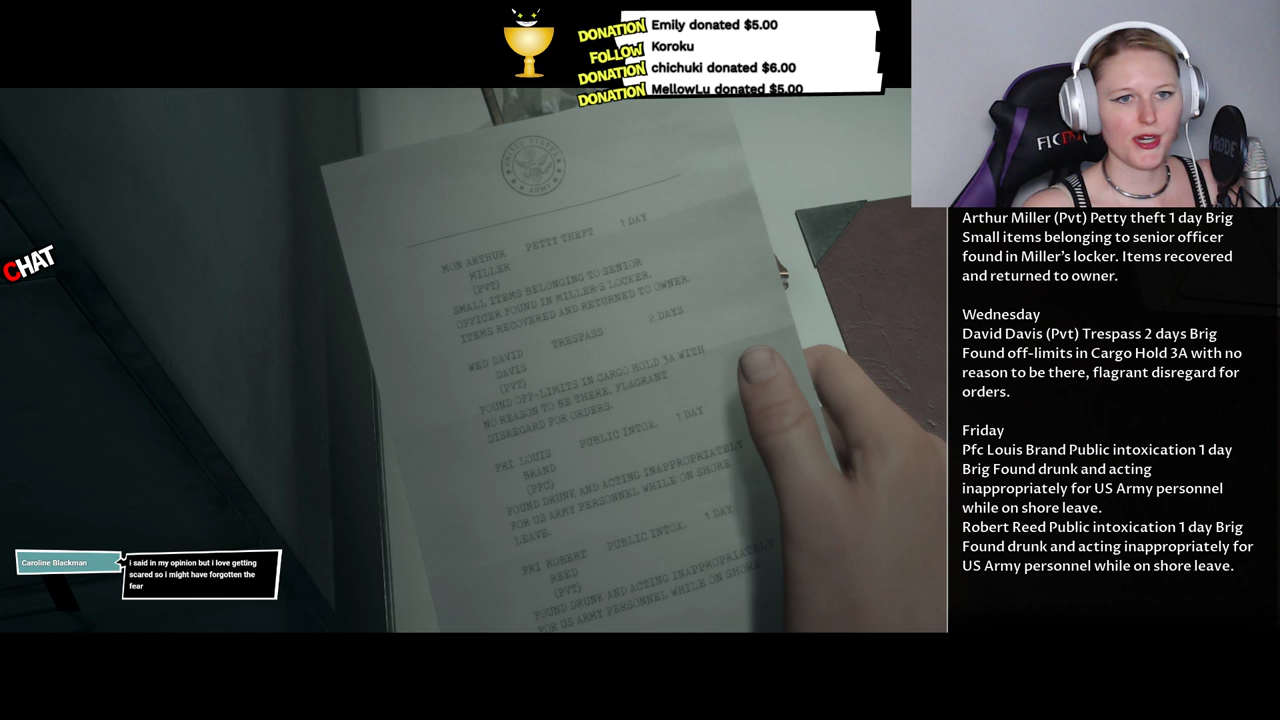 DONATION Emily donated $5.00
FOLLOW Koroku
DONATION chichuki donated $6.00
DONATION MellowLu donated $5.00
FICDI
RODE
CHAT
UNITED STATES
ARMY
MON ARTHUR PETTY THEFT 1 DAY
MILLER
(PVT)
SMALL ITEMS BELONGING TO SENIOR
OFFICER FOUND IN MILLER'S LOCKER.
ITEMS RECOVERED AND RETURNED TO OWNER.
WED DAVID TRESPASS 2 DAYS
DAVIS
(PVT)
FOUND OFF-LIMITS IN CARGO HOLD 3A WITH
NO REASON TO BE THERE, FLAGRANT
DISREGARD FOR ORDERS.
FRI LOUIS PUBLIC INTOX. 1 DAY
BRAND
(PFC)
FOUND DRUNK AND ACTING INAPPROPRIATELY
FOR US ARMY PERSONNEL WHILE ON SHORE
LEAVE.
FRI ROBERT PUBLIC INTOX. 1 DAY
REED
(PVT)
FOUND DRUNK AND ACTING INAPPROPRIATELY
FOR US ARMY PERSONNEL WHILE ON SHORE
Arthur Miller (Pvt) Petty theft 1 day Brig
Small items belonging to senior officer
found in Miller’s locker. Items recovered
and returned to owner.
Wednesday
David Davis (Pvt) Trespass 2 days Brig
Found off-limits in Cargo Hold 3A with no
reason to be there, flagrant disregard for
orders.
Friday
Pfc Louis Brand Public intoxication 1 day
Brig Found drunk and acting
inappropriately for US Army personnel
while on shore leave.
Robert Reed Public intoxication 1 day Brig
Found drunk and acting inappropriately for
US Army personnel while on shore leave.
Caroline Blackman
i said in my opinion but i love getting
scared so i might have forgotten the
fear